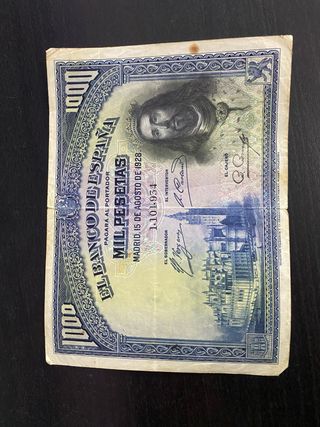 1000
1000
EL BANCO DE ESPAÑA
PAGARÁ AL PORTADOR
MIL PESETAS
MADRID, 15 DE AGOSTO DE 1928
1,101,934
EL GOBERNADOR
EL INTERVENTOR
EL CAJERO